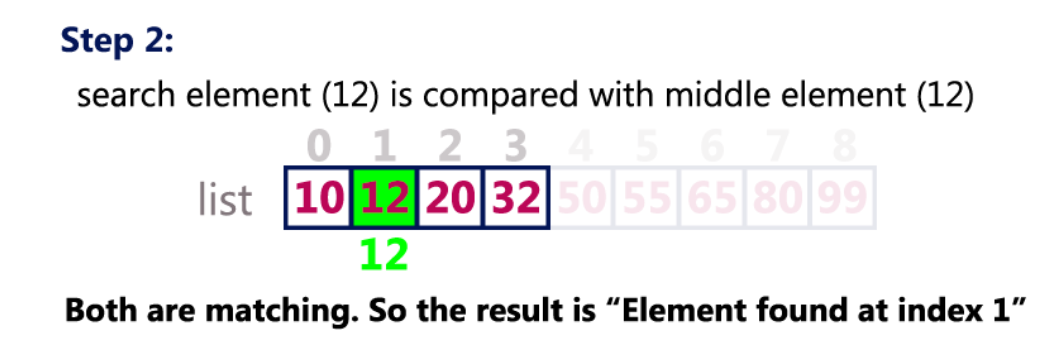 Step 2:
search element (12) is compared with middle element (12)
0 1 2 3 4 5 6 7 8
list 10 12 20 32 50 55 65 80 99
12
Both are matching. So the result is “Element found at index 1”